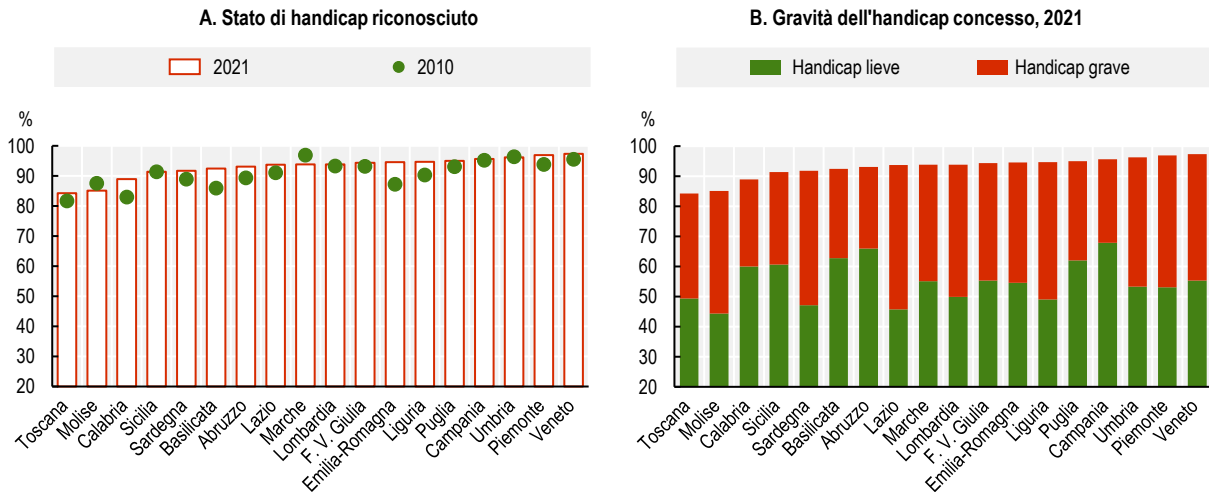 A. Stato di handicap riconosciuto
2021
2010
%
100
90
80
70
60
50
40
30
20
Toscana
Molise
Calabria
Sicilia
Sardegna
Basilicata
Abruzzo
Lazio
Marche
Lombardia
F. V. Giulia
Emilia-Romagna
Liguria
Puglia
Campania
Umbria
Piemonte
Veneto
B. Gravità dell'handicap concesso, 2021
Handicap lieve
Handicap grave
%
100
90
80
70
60
50
40
30
20
Toscana
Molise
Calabria
Sicilia
Sardegna
Basilicata
Abruzzo
Lazio
Marche
Lombardia
F. V. Giulia
Emilia-Romagna
Liguria
Puglia
Campania
Umbria
Piemonte
Veneto